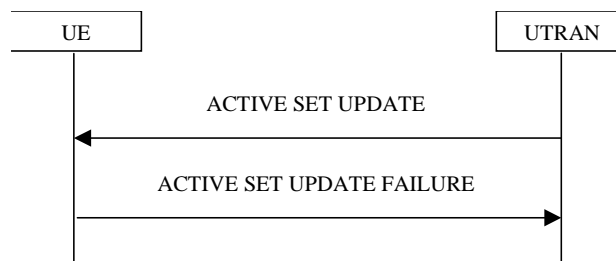 UE
UTRAN
ACTIVE SET UPDATE
ACTIVE SET UPDATE FAILURE